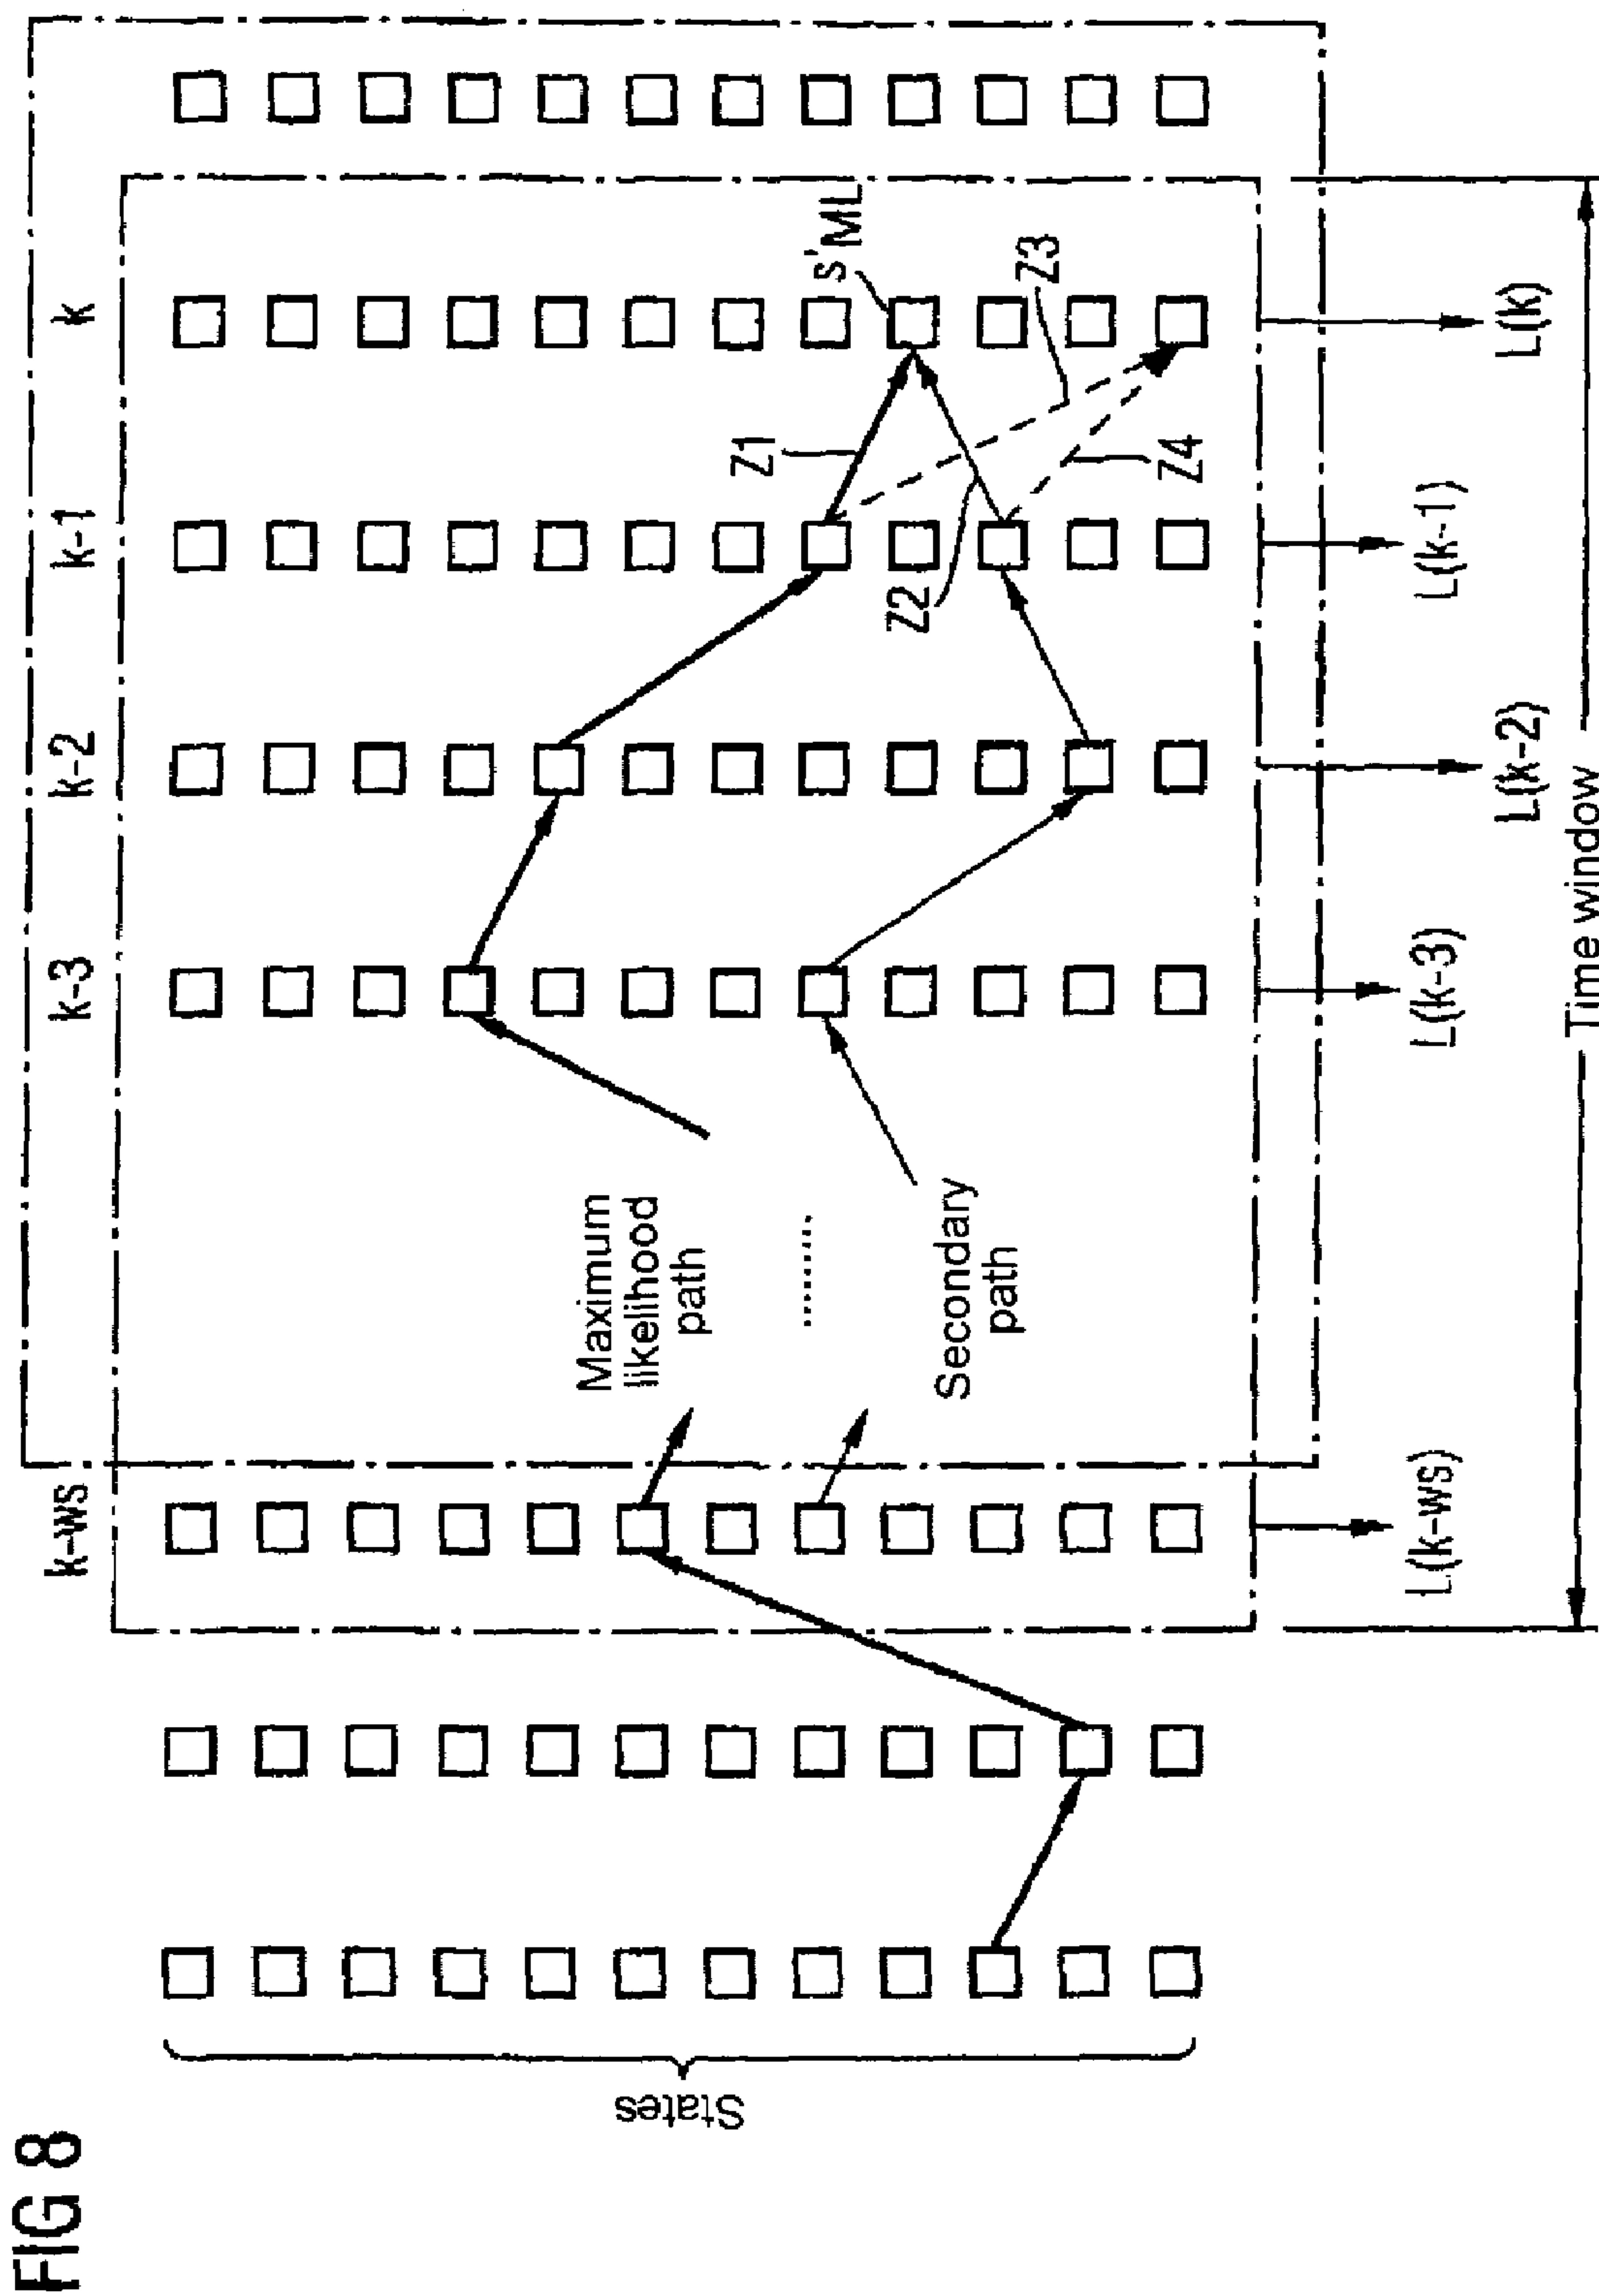 FIG 8
k-ws
k-3
k-2
k-1
k
States
Maximum
likelihood
path
........
Secondary
path
Z1
Z2
s'ML
Z3
Z4
L(k-ws)
L(k-3)
L(k-2)
L(k-1)
L(k)
Time window